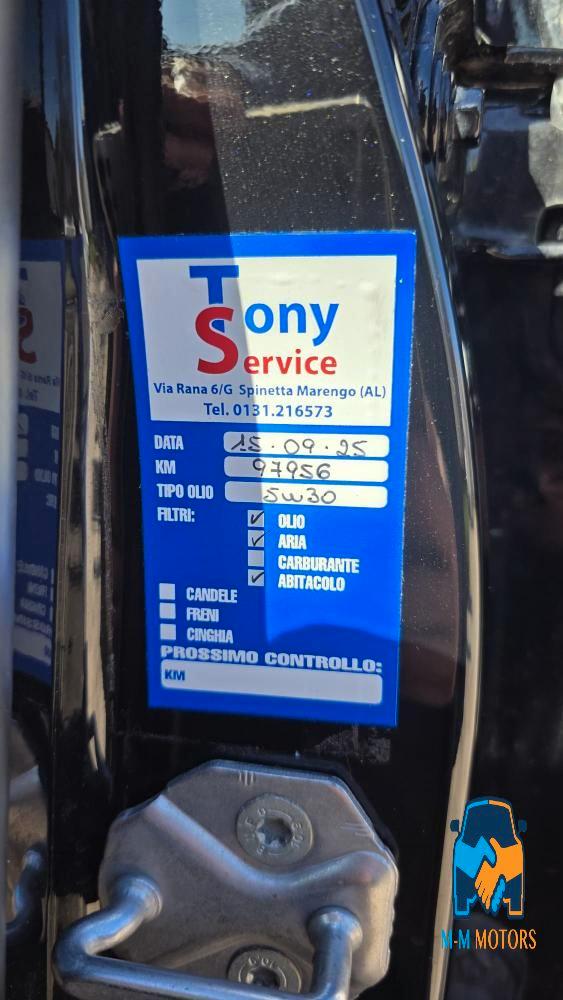 Tony
Service
Via Rana 6/G Spinetta Marengo (AL)
Tel. 0131.216573
DATA 15.09.25
KM 97956
TIPO OLIO 5W30
FILTRI: ✓ OLIO
✓ ARIA
CARBURANTE
✓ ABITACOLO
CANDELE
FRENI
CINGHIA
PROSSIMO CONTROLLO:
KM
M-M MOTORS